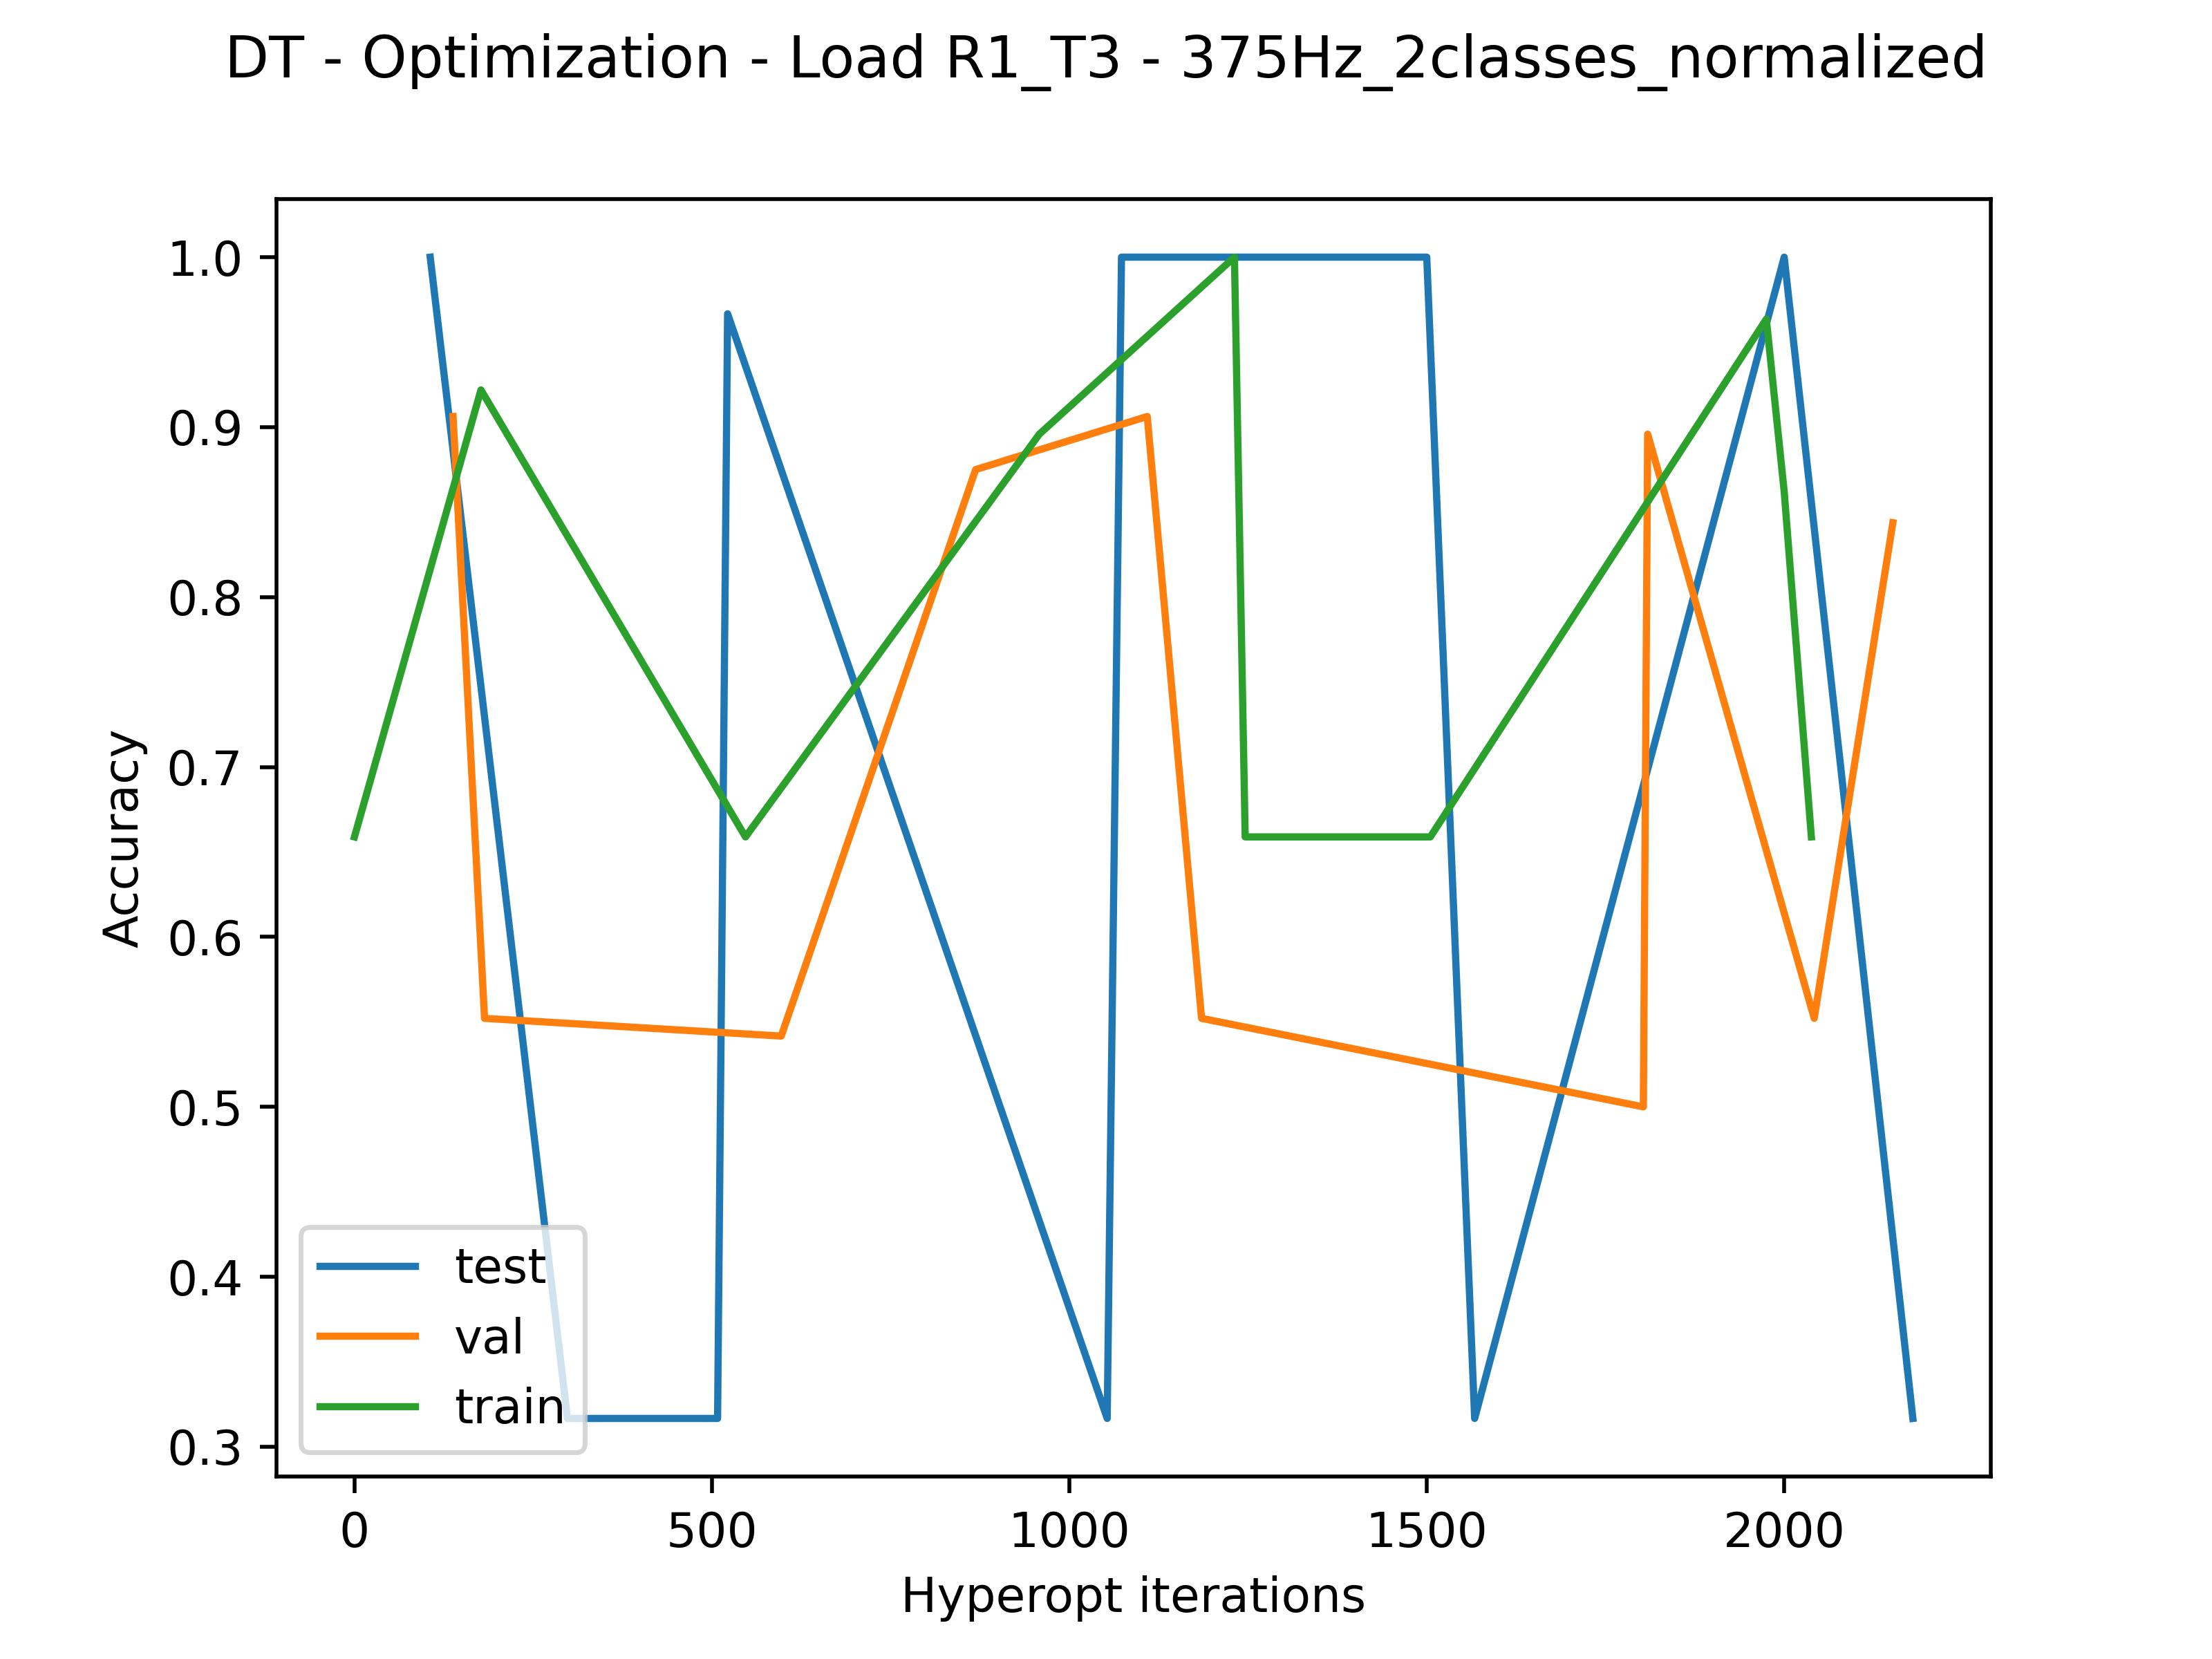 DT - Optimization - Load R1_T3 - 375Hz_2classes_normalized
1.0
0.9
0.8
0.7
0.6
0.5
0.4
0.3
Accuracy
test
val
train
0 500 1000 1500 2000
Hyperopt iterations